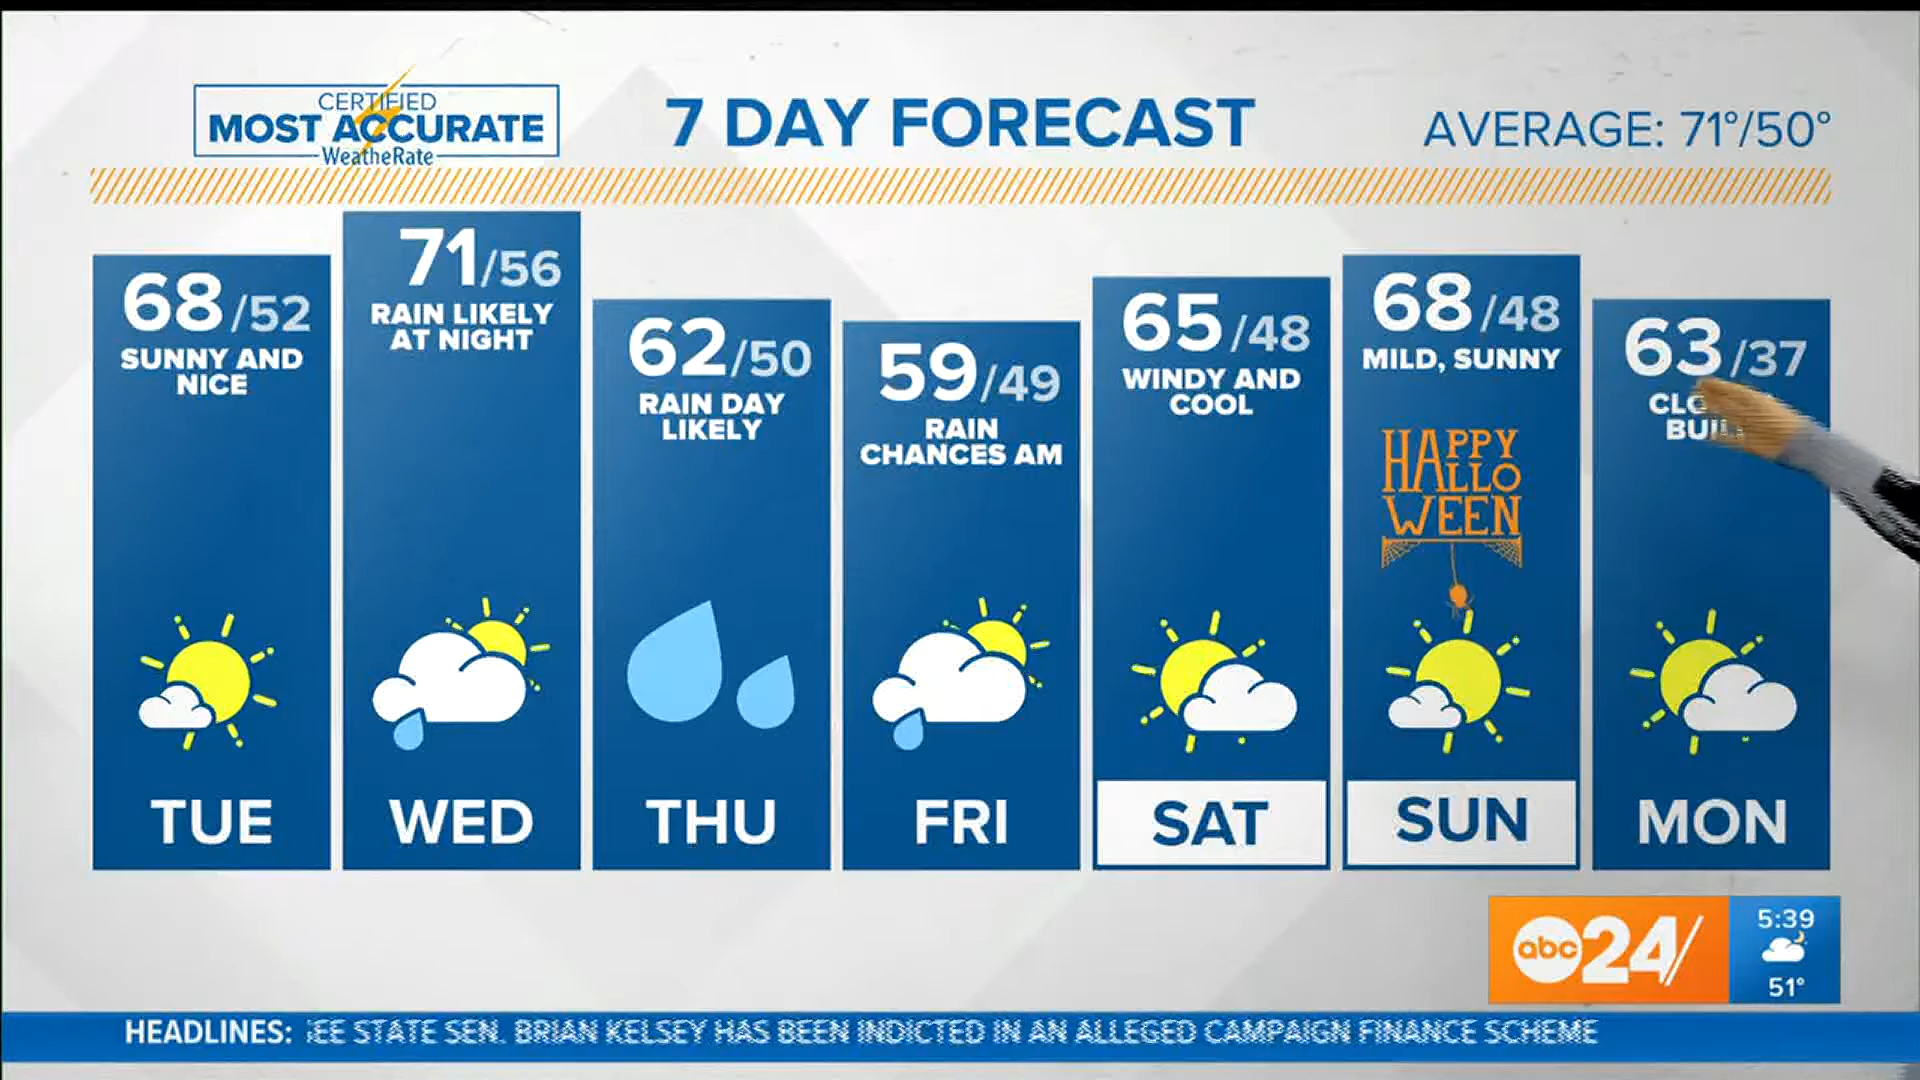 CERTIFIED
MOST ACCURATE
WeatheRate
7 DAY FORECAST
AVERAGE: 71°/50°
68/52
SUNNY AND
NICE
TUE
71/56
RAIN LIKELY
AT NIGHT
WED
62/50
RAIN DAY
LIKELY
THU
59/49
RAIN
CHANCES AM
FRI
65/48
WINDY AND
COOL
SAT
68/48
MILD, SUNNY
HAPPY
HALLO
WEEN
SUN
63/37
MON
abc 24/
5:39
51°
HEADLINES: STATE SEN. BRIAN KELSEY HAS BEEN INDICTED IN AN ALLEGED CAMPAIGN FINANCE SCHEME